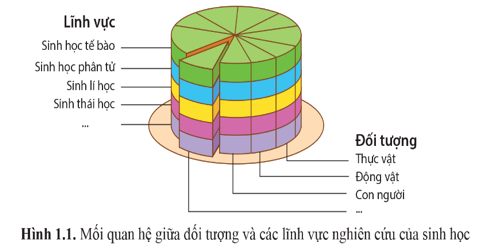 Lĩnh vực
Sinh học tế bào
Sinh học phân tử
Sinh lí học
Sinh thái học
...
Đối tượng
Thực vật
Động vật
Con người
...
Hình 1.1. Mối quan hệ giữa dối tượng và các lĩnh vực nghiên cứu của sinh học